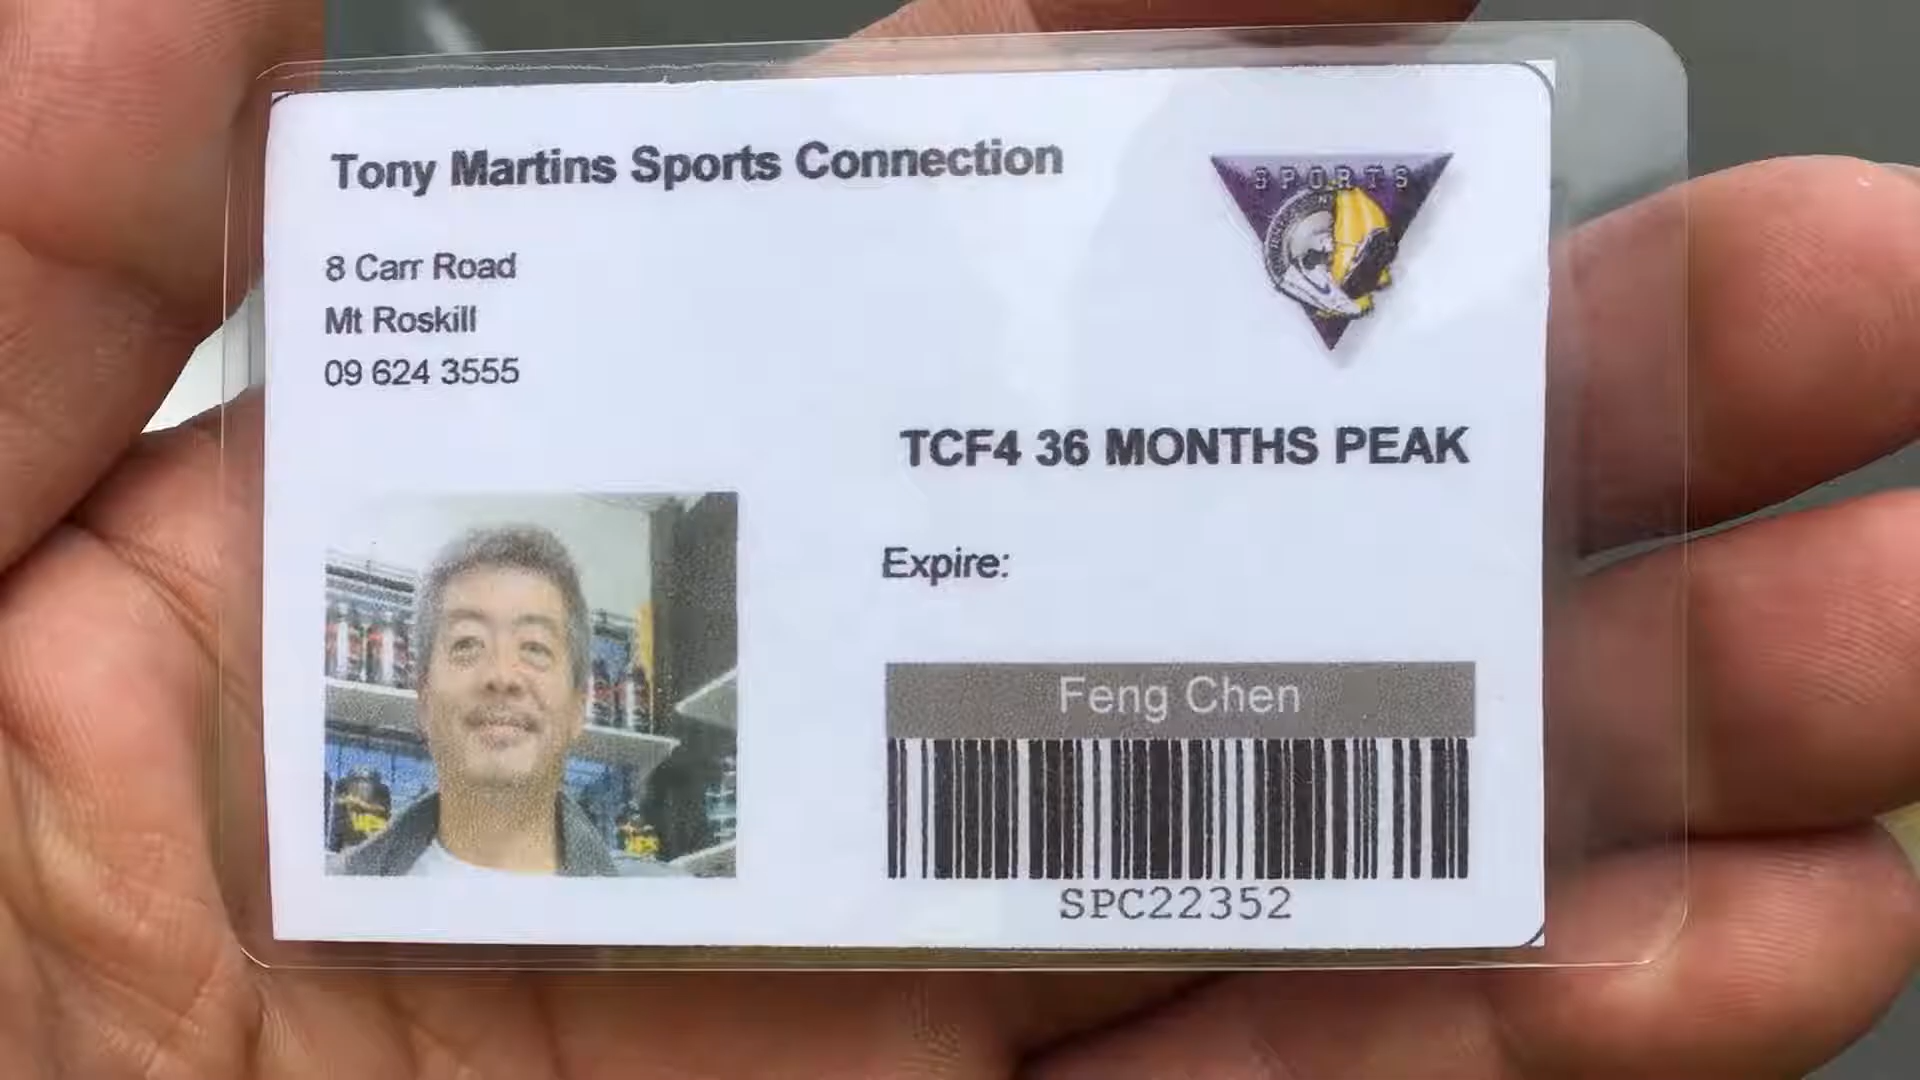 Tony Martins Sports Connection
SPORTS
8 Carr Road
Mt Roskill
09 624 3555
TCF4 36 MONTHS PEAK
Expire:
Feng Chen
SPC22352